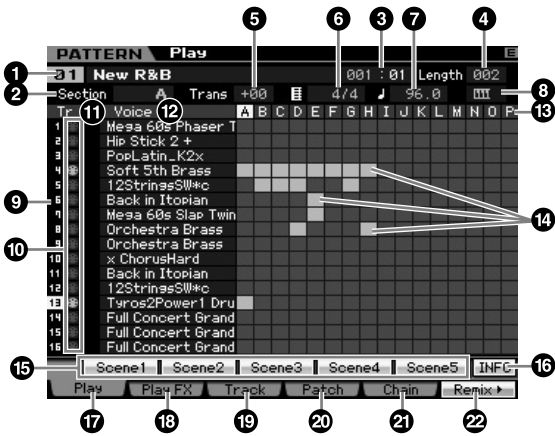 5 6 3 7 4
PATTERN Play E
1 01 New R&B 001 : 01 Length 002
2 Section A Trans +00 4/4 ♩ 96.0 8
Tr 11 Voice 12 A B C D E F G H I J K L M N O P 13
1 Mega 60s Phaser T
2 Hip Stick 2 +
3 PopLatin_K2x
4 Soft 5th Brass
5 12StringsSW*c
9 6 Back in Itopian
7 Mega 60s Slap Twin 14
8 Orchestra Brass
10 9 Orchestra Brass
10 x ChorusHard
11 Back in Itopian
12 12StringsSW*c
13 Tyros2Power1 Dru
14 Full Concert Grand
15 Full Concert Grand
16 Full Concert Grand
15 Scene1 Scene2 Scene3 Scene4 Scene5 INFO 16
Play Play FX Track Patch Chain Remix
17 18 19 20 21 22